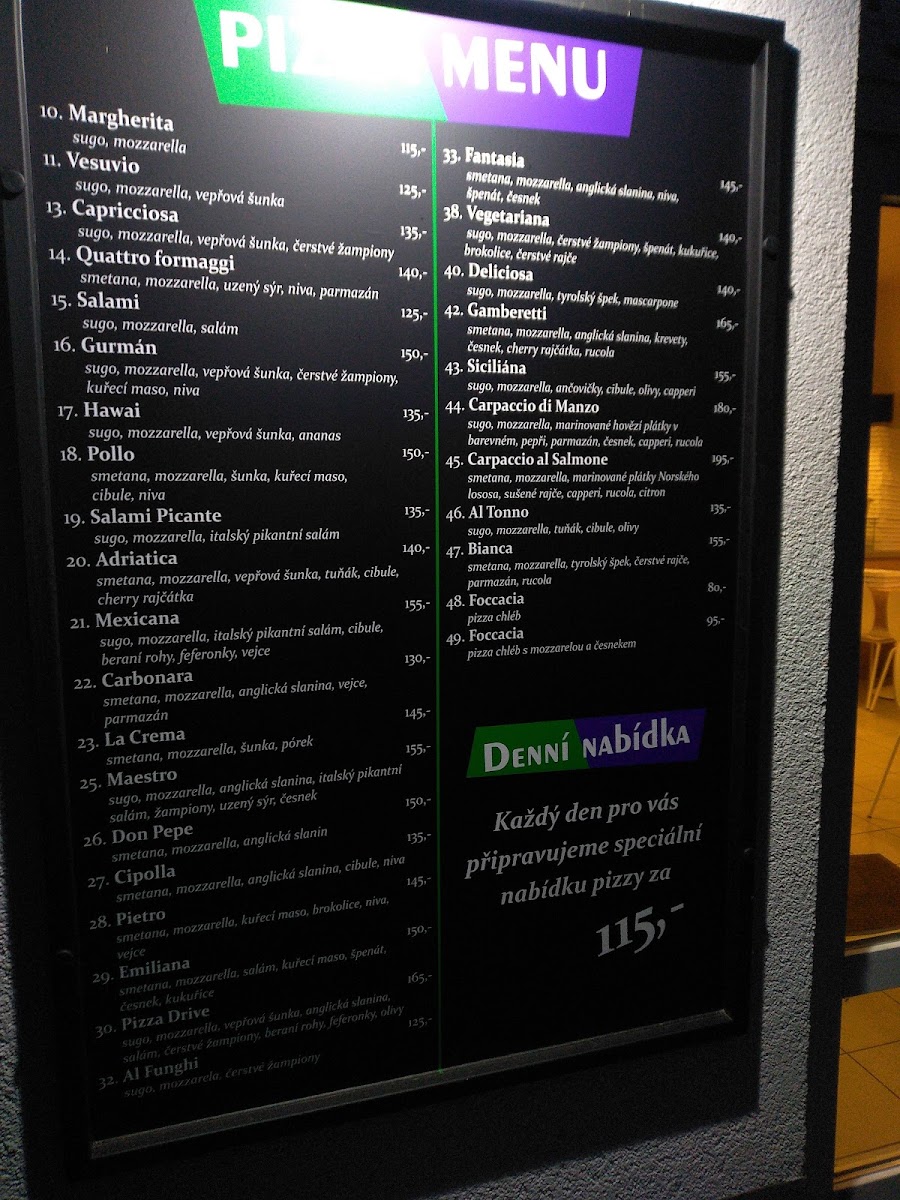 PIZZA MENU
10. Margherita
sugo, mozzarella 115,-
11. Vesuvio
sugo, mozzarella, vepřová šunka 125,-
13. Capricciosa
sugo, mozzarella, vepřová šunka, čerstvé žampiony 135,-
14. Quattro formaggi
smetana, mozzarella, uzený sýr, niva, parmazán 140,-
15. Salami
sugo, mozzarella, salám 125,-
16. Gurmán 150,-
sugo, mozzarella, vepřová šunka, čerstvé žampiony,
kuřecí maso, niva
17. Hawai 135,-
sugo, mozzarella, vepřová šunka, ananas
18. Pollo 150,-
smetana, mozzarella, šunka, kuřecí maso,
cibule, niva
19. Salami Picante 135,-
sugo, mozzarella, italský pikantní salám
20. Adriatica 140,-
smetana, mozzarella, vepřová šunka, tuňák, cibule,
cherry rajčátka
21. Mexicana 155,-
sugo, mozzarella, italský pikantní salám, cibule,
beraní rohy, feferonky, vejce
22. Carbonara 130,-
smetana, mozzarella, anglická slanina, vejce,
parmazán
23. La Crema 145,-
smetana, mozzarella, šunka, pórek
25. Maestro 155,-
sugo, mozzarella, anglická slanina, italský pikantní
salám, žampiony, uzený sýr, česnek
26. Don Pepe 150,-
smetana, mozzarella, anglická slanin
27. Cipolla 135,-
smetana, mozzarella, anglická slanina, cibule, niva
28. Pietro 145,-
smetana, mozzarella, kuřecí maso, brokolice, niva,
vejce
29. Emiliana 150,-
smetana, mozzarella, salám, kuřecí maso, špenát,
česnek, kukuřice
30. Pizza Drive 165,-
sugo, mozzarella, vepřová šunka, anglická slanina,
salám, čerstvé žampiony, beraní rohy, feferonky, olivy
32. Al Funghi 125,-
sugo, mozzarela, čerstvé žampiony
33. Fantasia
smetana, mozzarella, anglická slanina, niva, 145,-
špenát, česnek
38. Vegetariana
sugo, mozzarella, čerstvé žampiony, špenát, kukuřice, 140,-
brokolice, čerstvé rajče
40. Deliciosa
sugo, mozzarella, tyrolský špek, mascarpone 140,-
42. Gamberetti 165,-
smetana, mozzarella, anglická slanina, krevety,
česnek, cherry rajčátka, rucola
43. Siciliána 155,-
sugo, mozzarella, ančovičky, cibule, olivy, capperi
44. Carpaccio di Manzo 180,-
sugo, mozzarella, marinované hovězí plátky v
barevném, pepři, parmazán, česnek, capperi, rucola
45. Carpaccio al Salmone 195,-
smetana, mozzarella, marinované plátky Norského
lososa, sušené rajče, capperi, rucola, citron
46. Al Tonno 135,-
sugo, mozzarella, tuňák, cibule, olivy
47. Bianca 155,-
smetana, mozzarella, tyrolský špek, čerstvé rajče,
parmazán, rucola
48. Foccacia 80,-
pizza chléb
49. Foccacia 95,-
pizza chléb s mozzarelou a česnekem
Denní nabídka
Každý den pro vás
připravujeme speciální
nabídku pizzy za
115,-